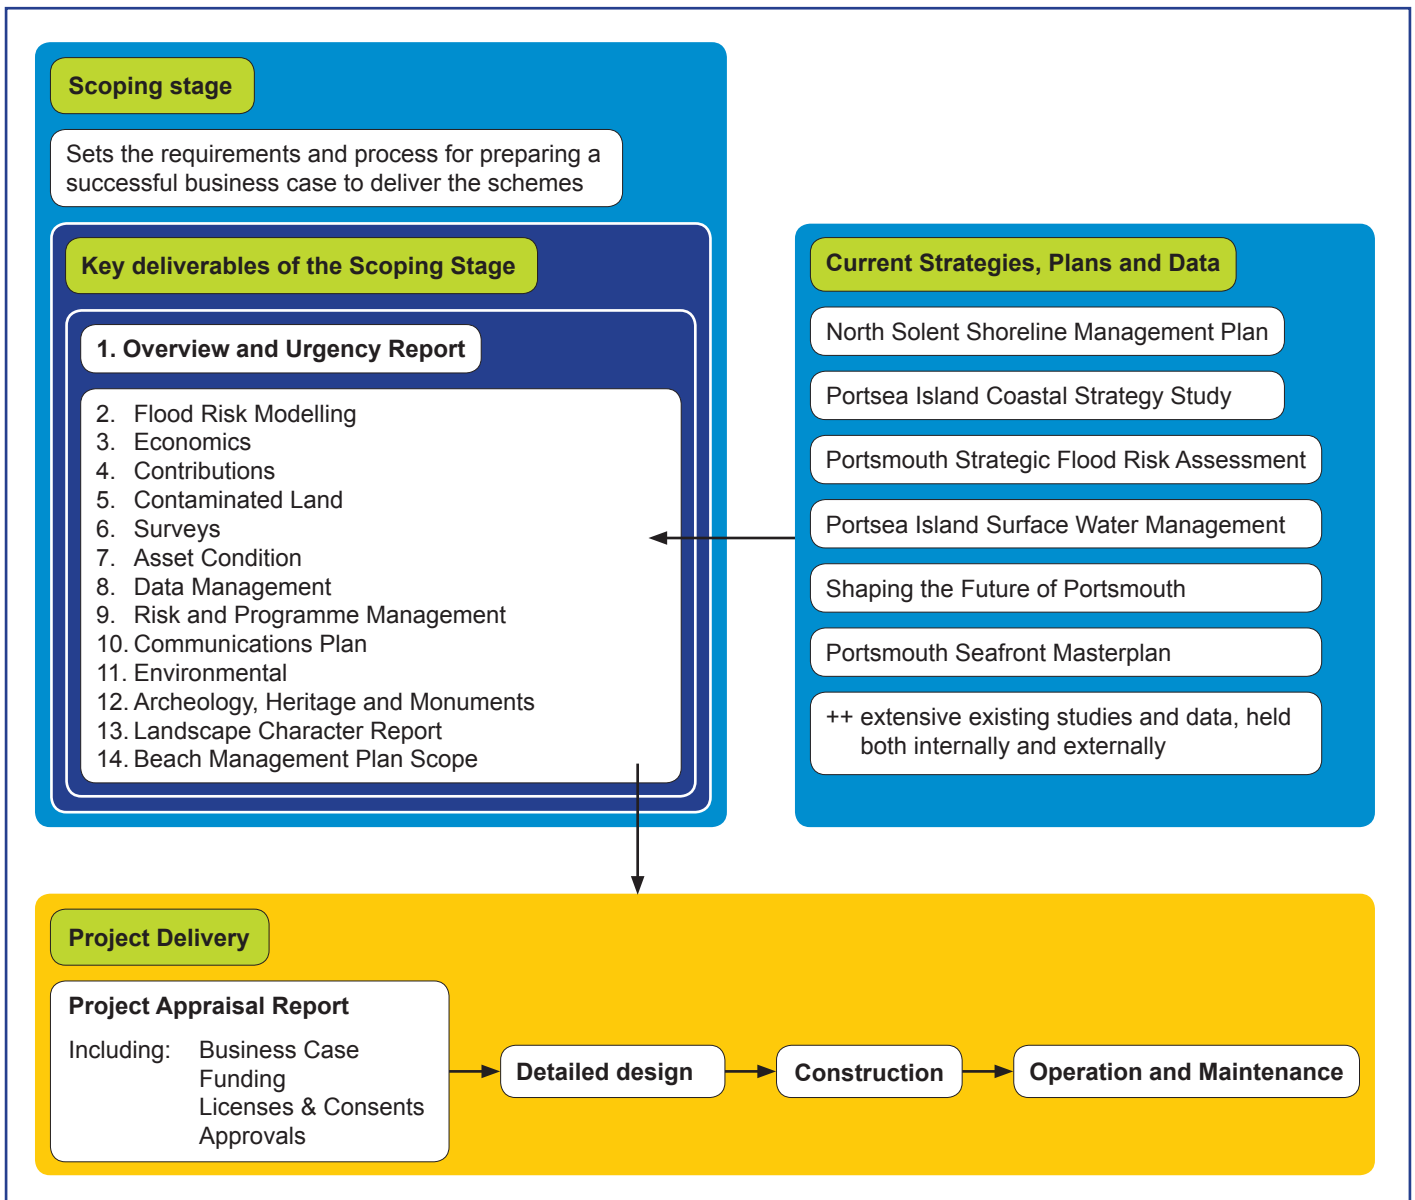 Scoping stage
Sets the requirements and process for preparing a
successful business case to deliver the schemes
Key deliverables of the Scoping Stage
1. Overview and Urgency Report
2. Flood Risk Modelling
3. Economics
4. Contributions
5. Contaminated Land
6. Surveys
7. Asset Condition
8. Data Management
9. Risk and Programme Management
10. Communications Plan
11. Environmental
12. Archeology, Heritage and Monuments
13. Landscape Character Report
14. Beach Management Plan Scope
Current Strategies, Plans and Data
North Solent Shoreline Management Plan
Portsea Island Coastal Strategy Study
Portsmouth Strategic Flood Risk Assessment
Portsea Island Surface Water Management
Shaping the Future of Portsmouth
Portsmouth Seafront Masterplan
++ extensive existing studies and data, held
both internally and externally
Project Delivery
Project Appraisal Report
Including: Business Case
Funding
Licenses & Consents
Approvals
Detailed design
Construction
Operation and Maintenance